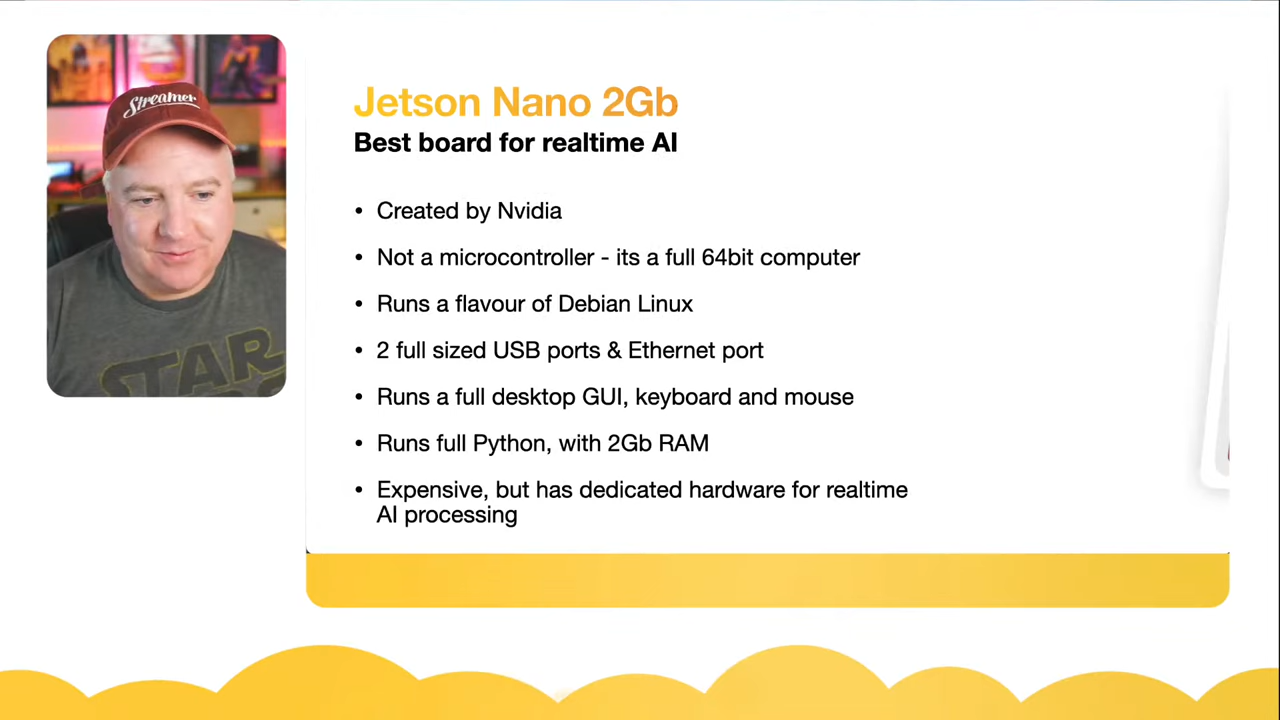 Streamer
STAR
Jetson Nano 2Gb
Best board for realtime AI
• Created by Nvidia
• Not a microcontroller - its a full 64bit computer
• Runs a flavour of Debian Linux
• 2 full sized USB ports & Ethernet port
• Runs a full desktop GUI, keyboard and mouse
• Runs full Python, with 2Gb RAM
• Expensive, but has dedicated hardware for realtime
AI processing